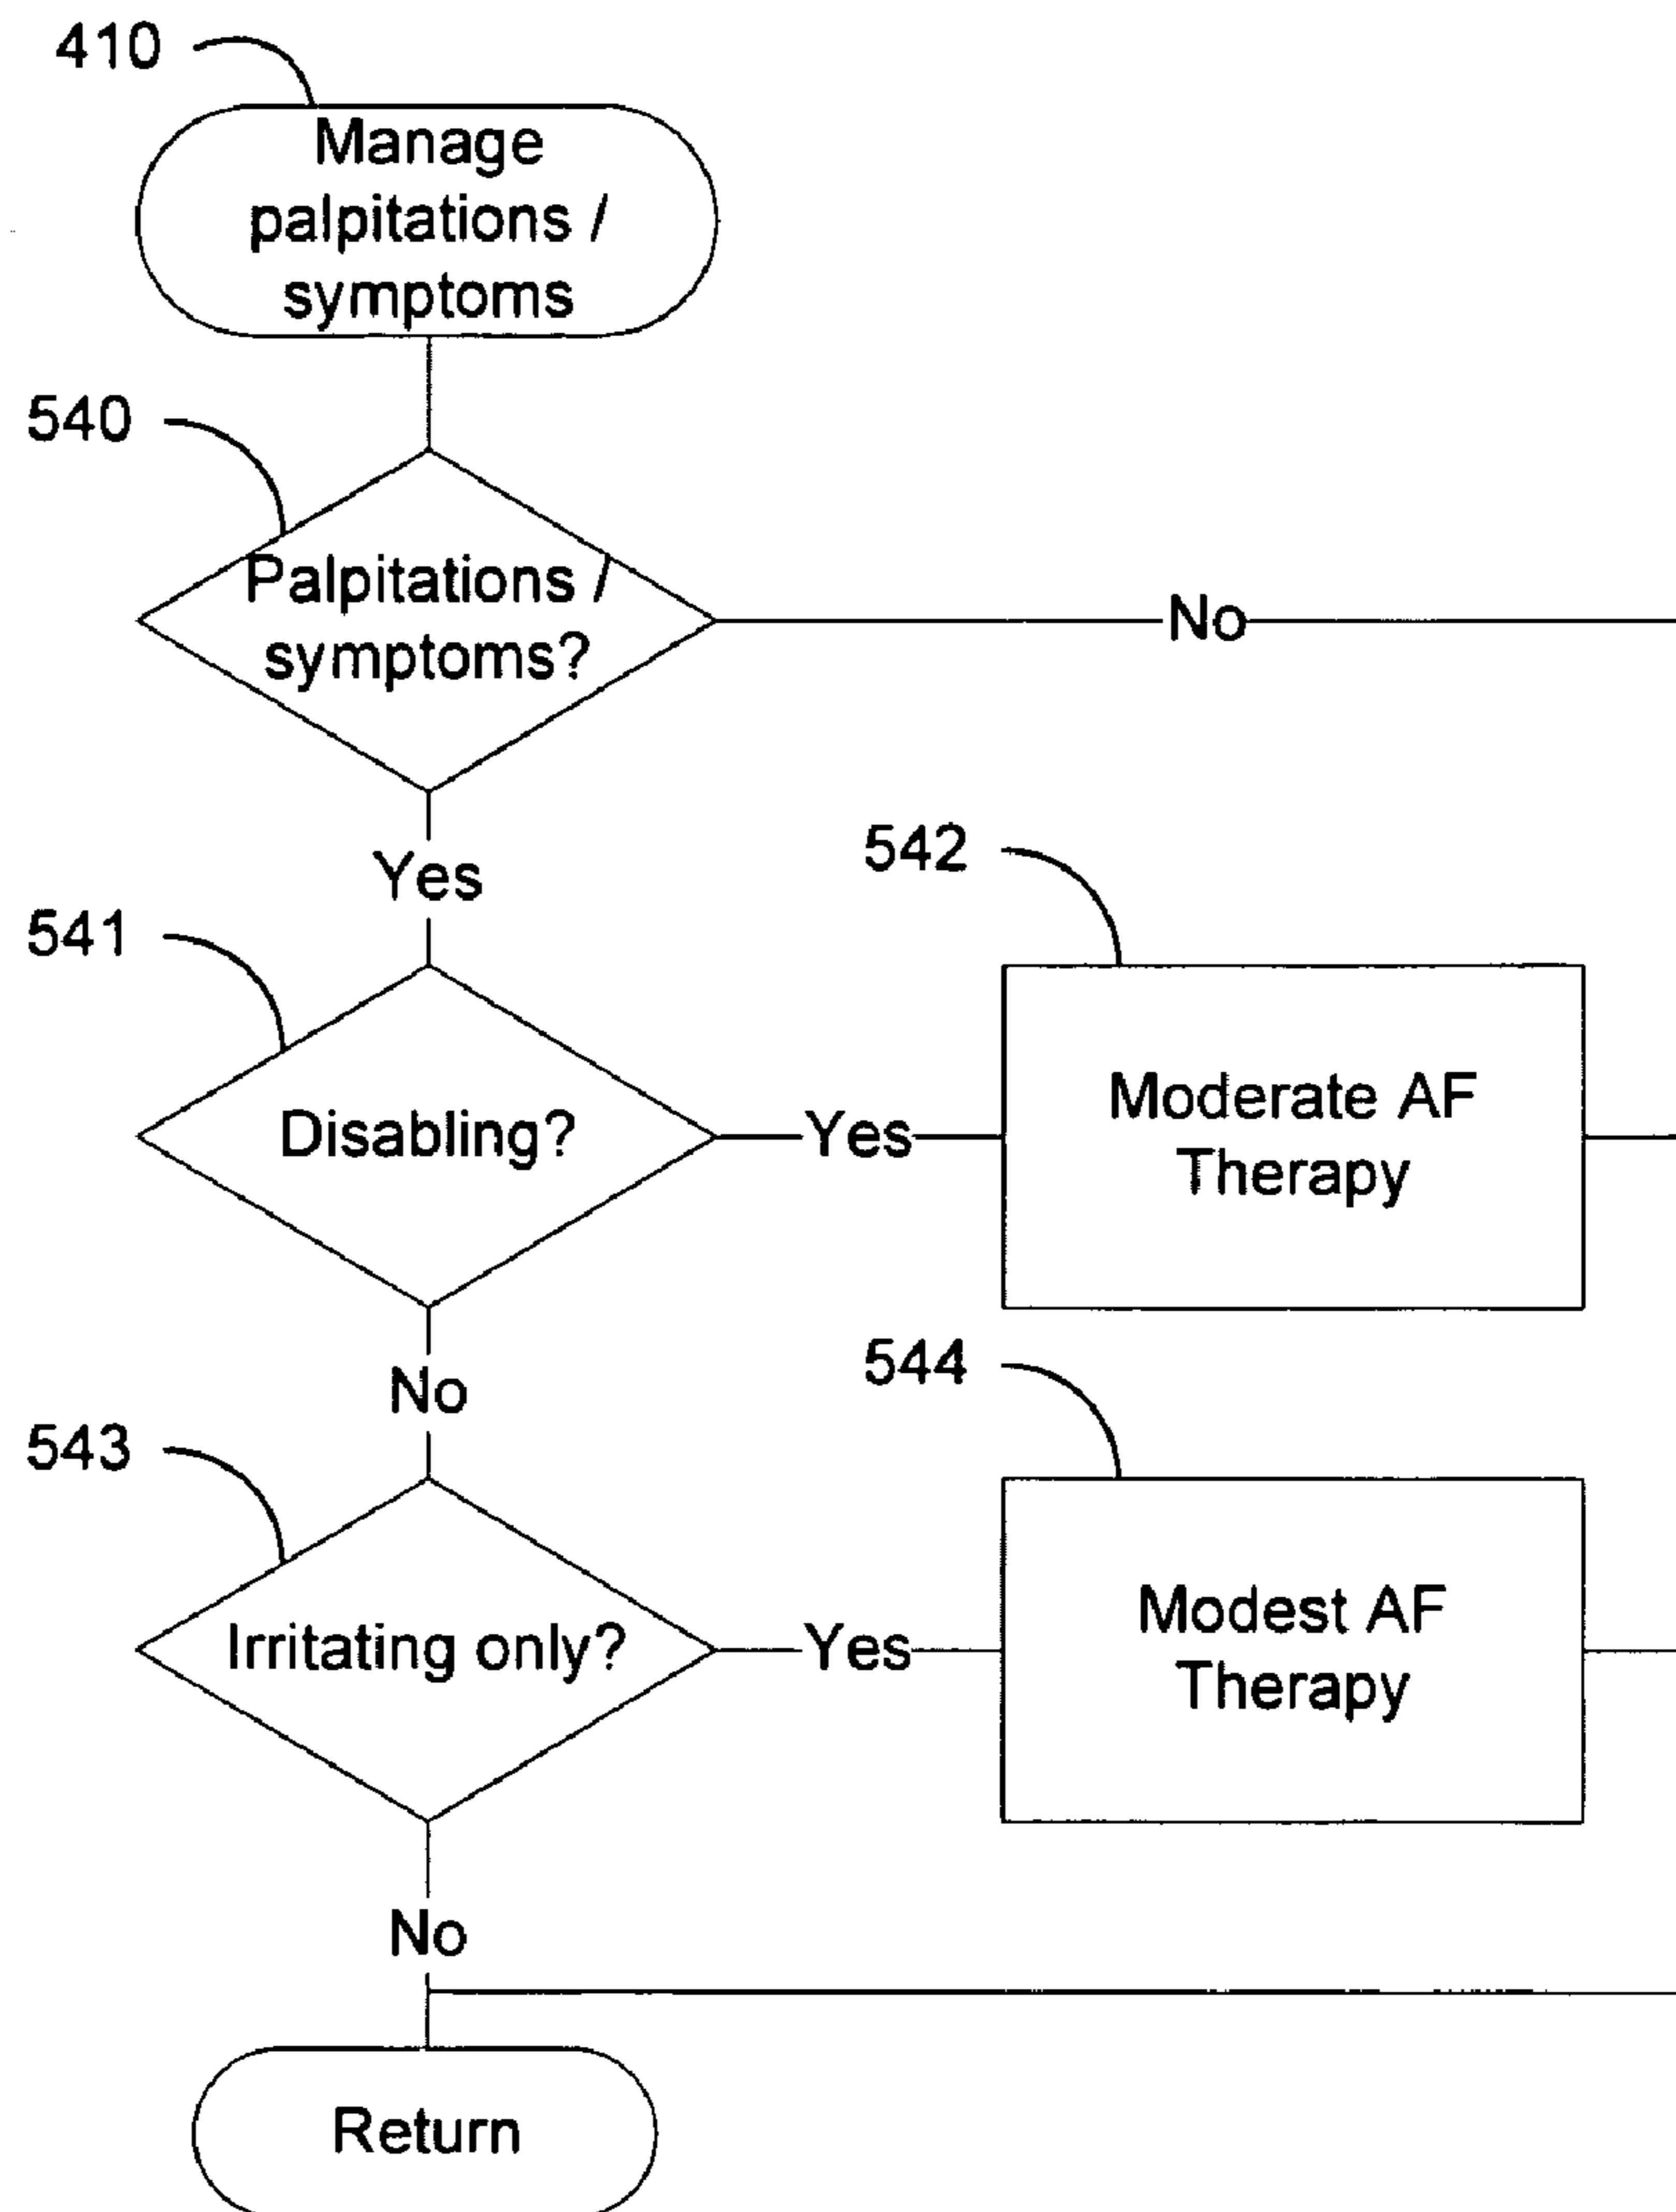 410
Manage
palpitations /
symptoms
540
Palpitations /
symptoms?
No
Yes
541
Disabling?
Yes
542
Moderate AF
Therapy
No
543
Irritating only?
Yes
544
Modest AF
Therapy
No
Return